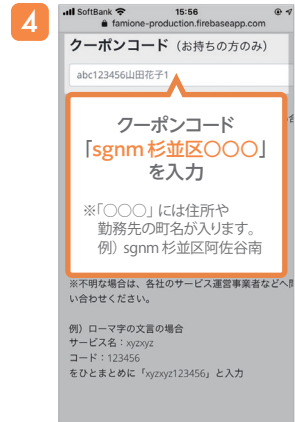 4
SoftBank 15:56
famione-production.firebaseapp.com
クーポンコード（お持ちの方のみ）
abc123456山田花子1
クーポンコード
「sgnm 杉並区〇〇〇」
を入力
※「〇〇〇」には住所や
勤務先の町名が入ります。
例）sgnm 杉並区阿佐谷南
※不明な場合は、各社のサービス運営事業者などへ
い合わせください。
例）ローマ字の文言の場合
サービス名：xyzxyz
コード：123456
をひとまとめに「xyzxyz123456」と入力